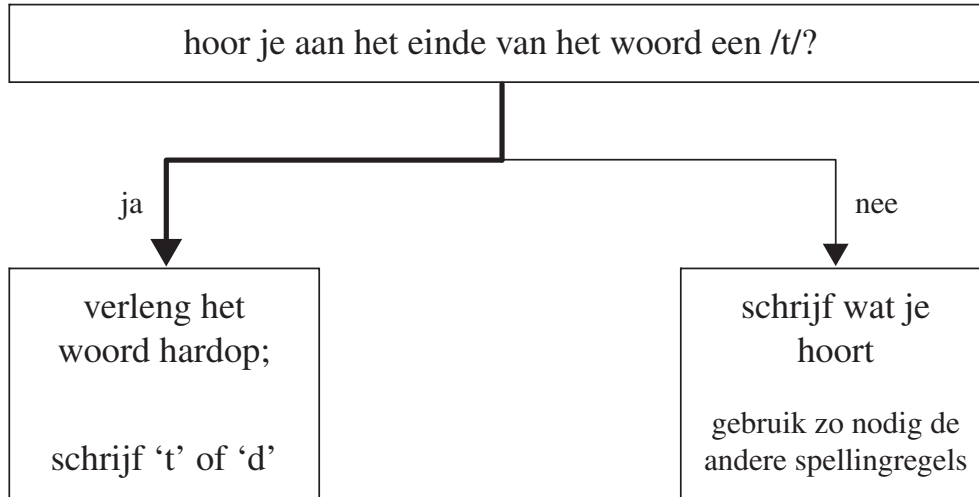 hoor je aan het einde van het woord een /t/?
ja
nee
verleng het
woord hardop;
schrijf ‘t’ of ‘d’
schrijf wat je
hoort
gebruik zo nodig de
andere spellingregels